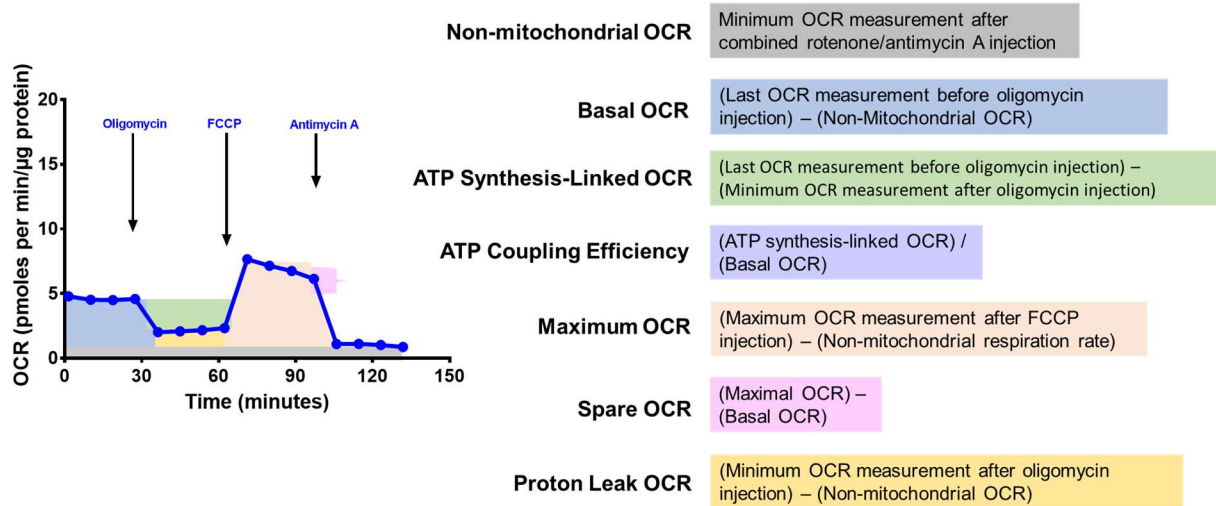 OCR (pmoles per min/µg protein)
20
15
10
5
0
Oligomycin
FCCP
Antimycin A
0
30
60
90
120
150
Time (minutes)
Non-mitochondrial OCR
Minimum OCR measurement after
combined rotenone/antimycin A injection
Basal OCR
(Last OCR measurement before oligomycin
injection) – (Non-Mitochondrial OCR)
ATP Synthesis-Linked OCR
(Last OCR measurement before oligomycin injection) –
(Minimum OCR measurement after oligomycin injection)
ATP Coupling Efficiency
(ATP synthesis-linked OCR) /
(Basal OCR)
Maximum OCR
(Maximum OCR measurement after FCCP
injection) – (Non-mitochondrial respiration rate)
Spare OCR
(Maximal OCR) –
(Basal OCR)
Proton Leak OCR
(Minimum OCR measurement after oligomycin
injection) – (Non-mitochondrial OCR)